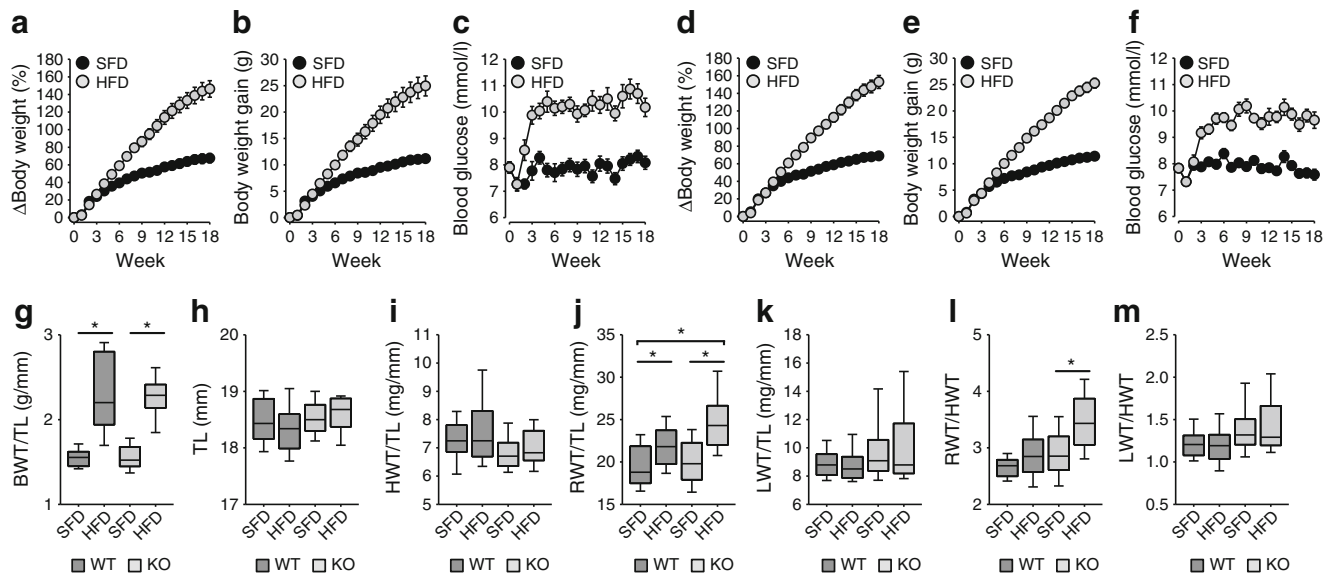 a
ΔBody weight (%)
180
160
140
120
100
80
60
40
20
0
SFD
HFD
0 3 6 9 12 15 18
Week
b
Body weight gain (g)
30
25
20
15
10
5
0
SFD
HFD
0 3 6 9 12 15 18
Week
c
Blood glucose (mmol/l)
12
11
10
9
8
7
6
SFD
HFD
0 3 6 9 12 15 18
Week
d
ΔBody weight (%)
180
160
140
120
100
80
60
40
20
0
SFD
HFD
0 3 6 9 12 15 18
Week
e
Body weight gain (g)
30
25
20
15
10
5
0
SFD
HFD
0 3 6 9 12 15 18
Week
f
Blood glucose (mmol/l)
12
11
10
9
8
7
6
SFD
HFD
0 3 6 9 12 15 18
Week
g
BWT/TL (g/mm)
3
2
1
* *
SFD HFD SFD HFD
WT KO
h
TL (mm)
20
19
18
17
SFD HFD SFD HFD
WT KO
i
HWT/TL (mg/mm)
11
10
9
8
7
6
5
SFD HFD SFD HFD
WT KO
j
RWT/TL (mg/mm)
35
30
25
20
15
*
* *
SFD HFD SFD HFD
WT KO
k
LWT/TL (mg/mm)
18
16
14
12
10
8
6
SFD HFD SFD HFD
WT KO
l
RWT/HWT
5
4
3
2
*
SFD HFD SFD HFD
WT KO
m
LWT/HWT
2.5
2.0
1.5
1.0
0.5
SFD HFD SFD HFD
WT KO